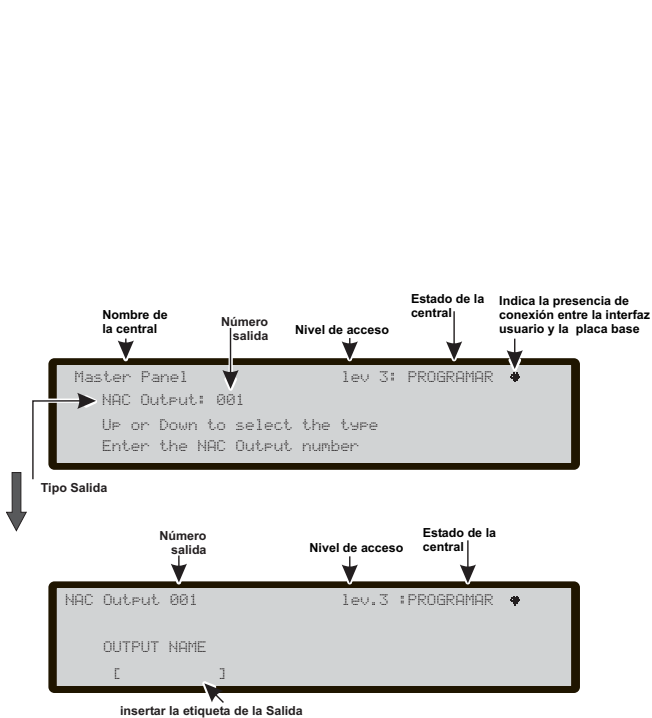 Nombre de
la central
Número
salida
Nivel de acceso
Estado de la
central
Indica la presencia de
conexión entre la interfaz
usuario y la placa base
Master Panel lev 3: PROGRAMAR
NAC Output: 001
Up or Down to select the type
Enter the NAC Output number
Tipo Salida
Número
salida
Nivel de acceso
Estado de la
central
NAC Output 001 lev.3 :PROGRAMAR
OUTPUT NAME
[ ]
insertar la etiqueta de la Salida